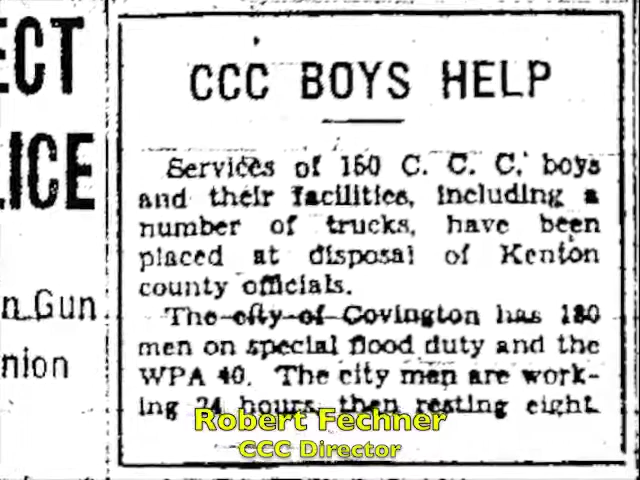 ECT
LICE
n Gun
nion
CCC BOYS HELP
Services of 150 C. C. C. boys
and their facilities, including a
number of trucks, have been
placed at disposal of Kenton
county officials.
The city of Covington has 180
men on special flood duty and the
WPA 40. The city men are work-
ing 24 hours, then resting eight.
Robert Fechner
CCC Director